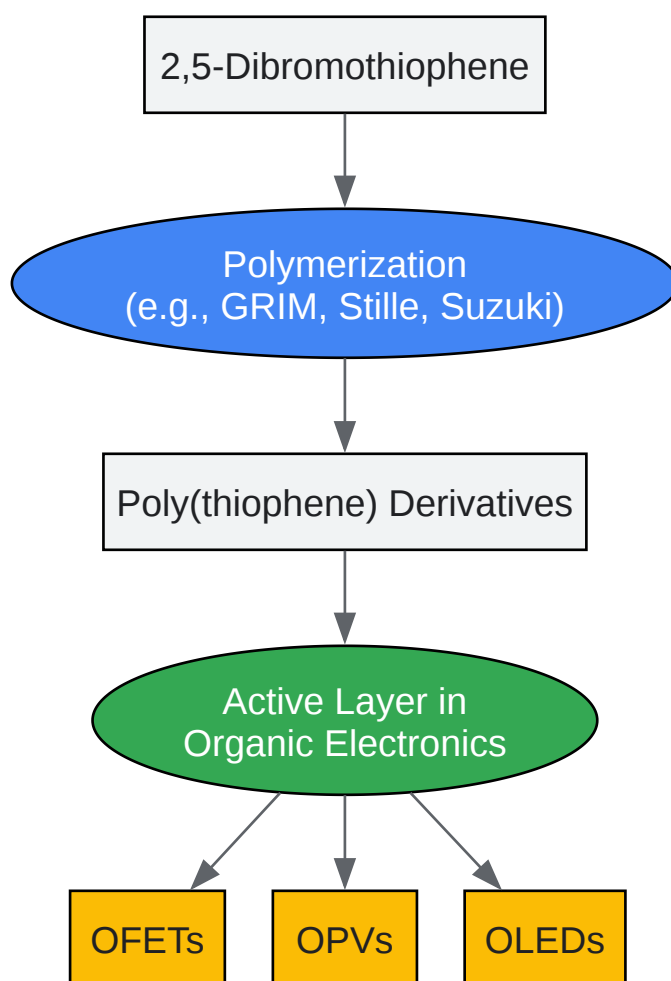 2,5-Dibromothiophene
Polymerization
(e.g., GRIM, Stille, Suzuki)
Poly(thiophene) Derivatives
Active Layer in
Organic Electronics
OFETs
OPVs
OLEDs